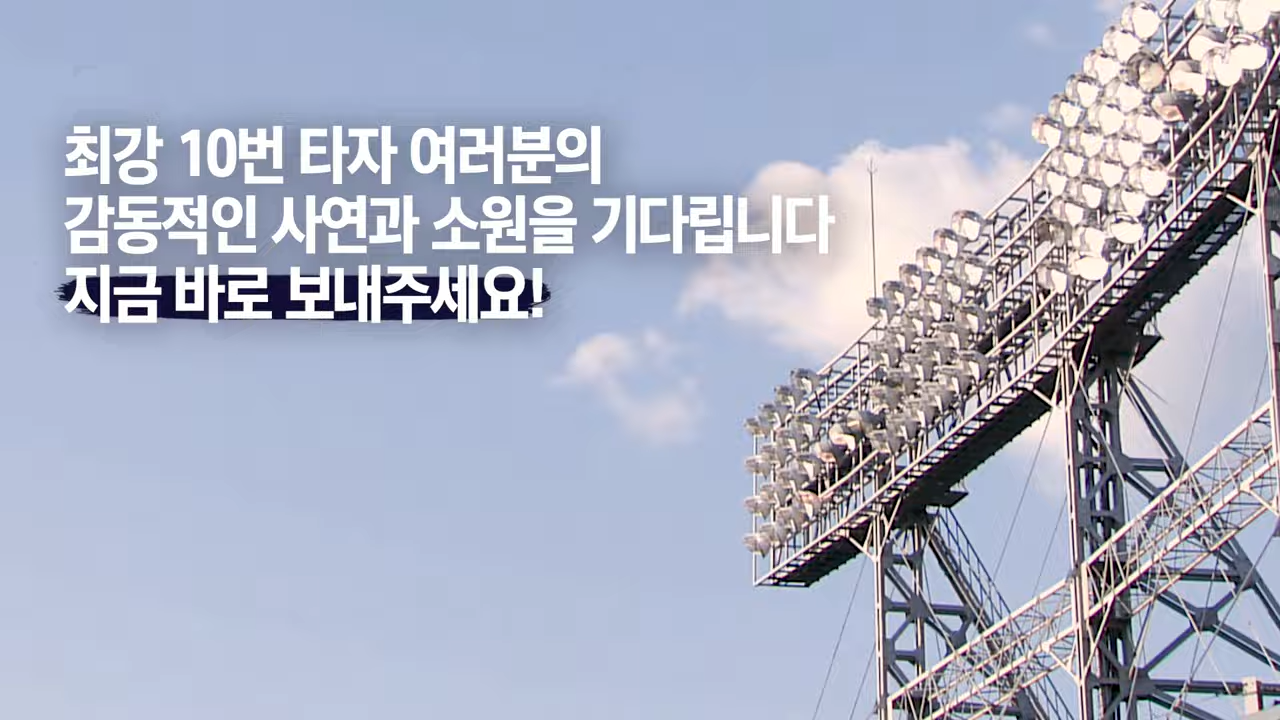 최강 10번 타자 여러분의
감동적인 사연과 소원을 기다립니다
지금 바로 보내주세요!